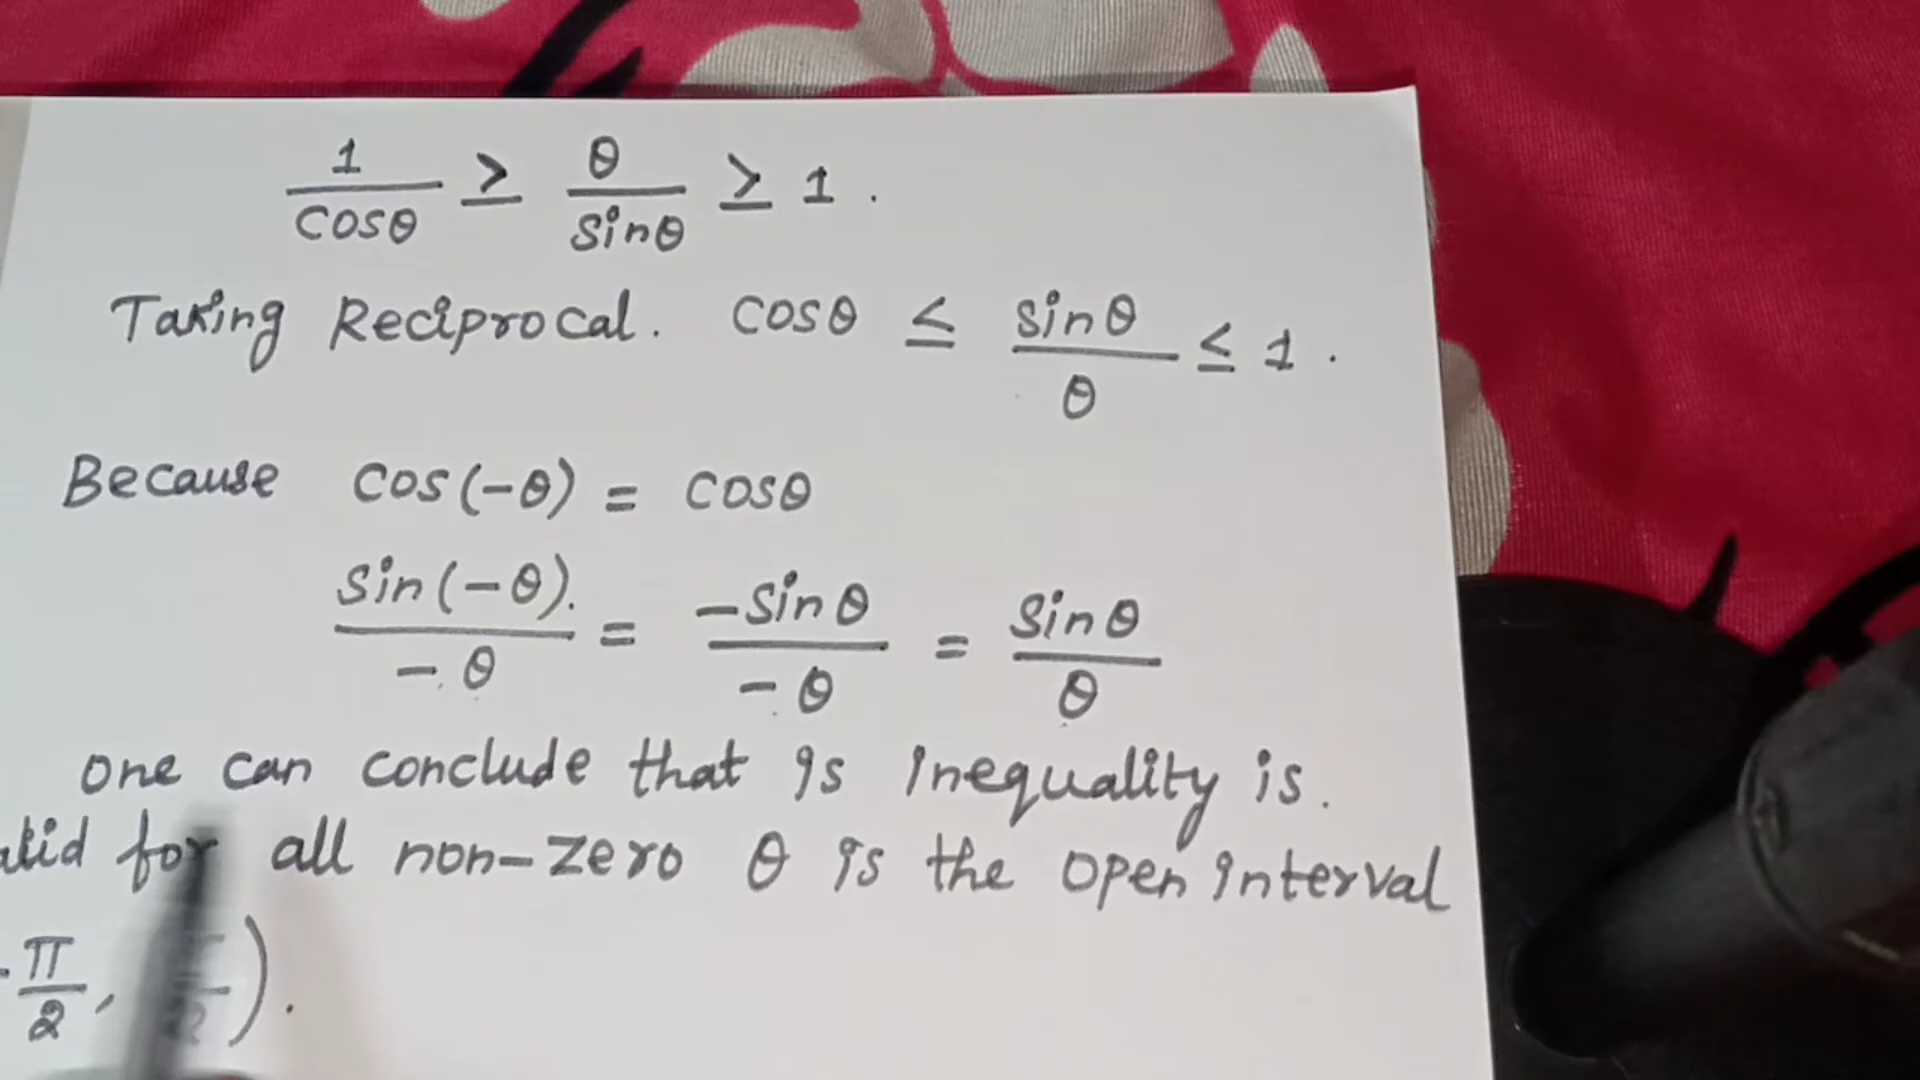 1/cosθ ≥ θ/sinθ ≥ 1.
Taking Reciprocal. cosθ ≤ sinθ/θ ≤ 1.
Because cos(-θ) = cosθ
sin(-θ)./-θ = -sinθ/-θ = sinθ/θ
one can conclude that is inequality is.
for all non-zero θ is the open interval
π/2, ).